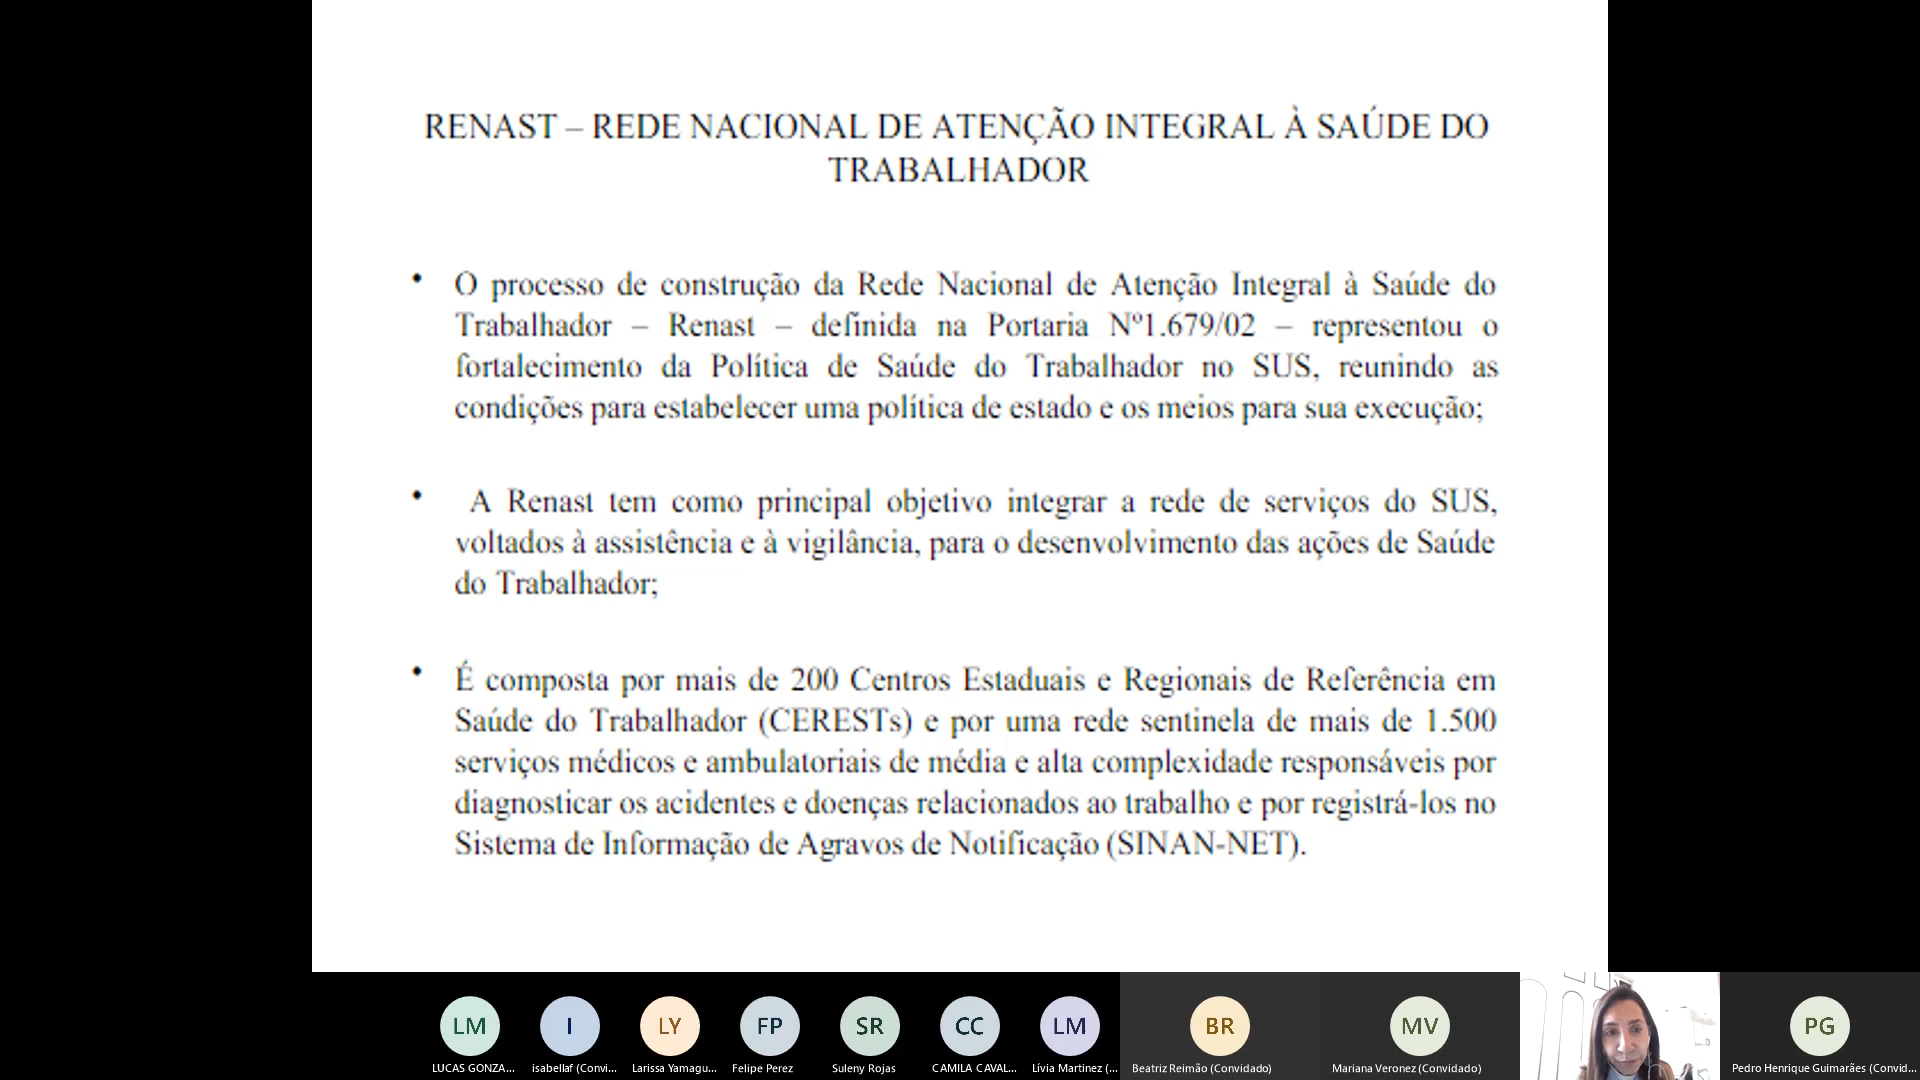 RENAST – REDE NACIONAL DE ATENÇÃO INTEGRAL À SAÚDE DO
TRABALHADOR
• O processo de construção da Rede Nacional de Atenção Integral à Saúde do
Trabalhador – Renast – definida na Portaria Nº1.679/02 – representou o
fortalecimento da Política de Saúde do Trabalhador no SUS, reunindo as
condições para estabelecer uma política de estado e os meios para sua execução;
• A Renast tem como principal objetivo integrar a rede de serviços do SUS,
voltados à assistência e à vigilância, para o desenvolvimento das ações de Saúde
do Trabalhador;
• É composta por mais de 200 Centros Estaduais e Regionais de Referência em
Saúde do Trabalhador (CERESTs) e por uma rede sentinela de mais de 1.500
serviços médicos e ambulatoriais de média e alta complexidade responsáveis por
diagnosticar os acidentes e doenças relacionados ao trabalho e por registrá-los no
Sistema de Informação de Agravos de Notificação (SINAN-NET).
LM I LY FP SR CC LM BR MV PG
LUCAS GONZA... isabellaf (Convi... Larissa Yamagu... Felipe Perez Suleny Rojas CAMILA CAVAL... Lívia Martinez (... Beatriz Reimão (Convidado) Mariana Veronez (Convidado) Pedro Henrique Guimarães (Convid...